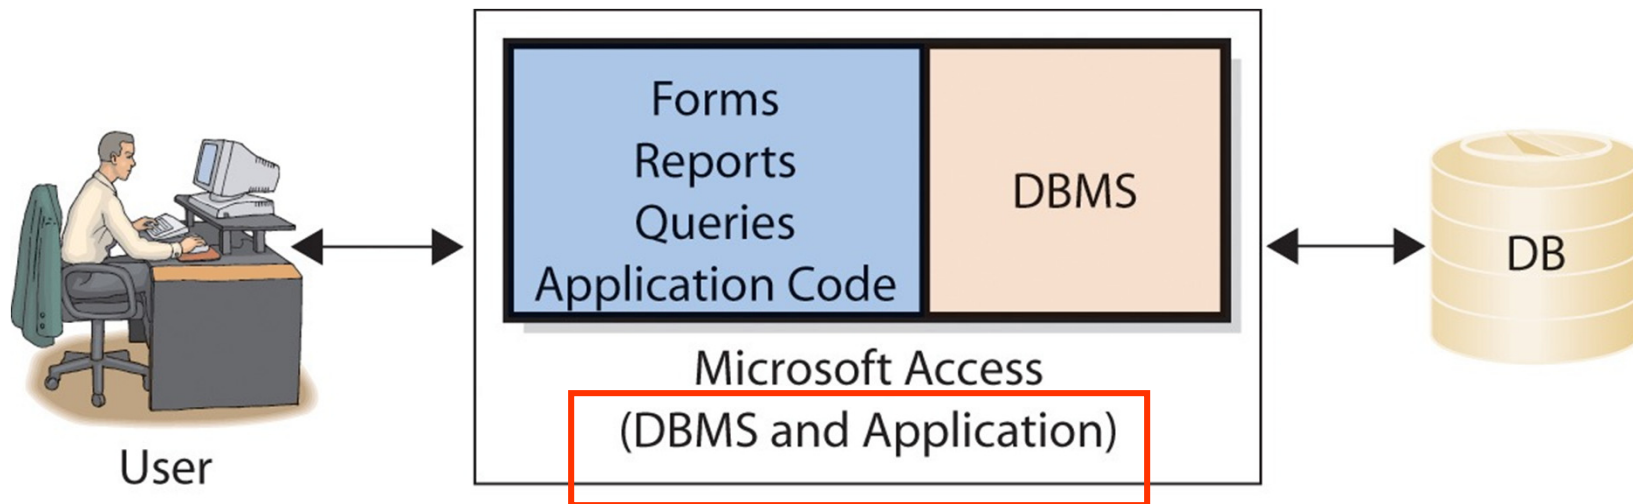 Forms
Reports
Queries
Application Code
DBMS
Microsoft Access
(DBMS and Application)
User
DB